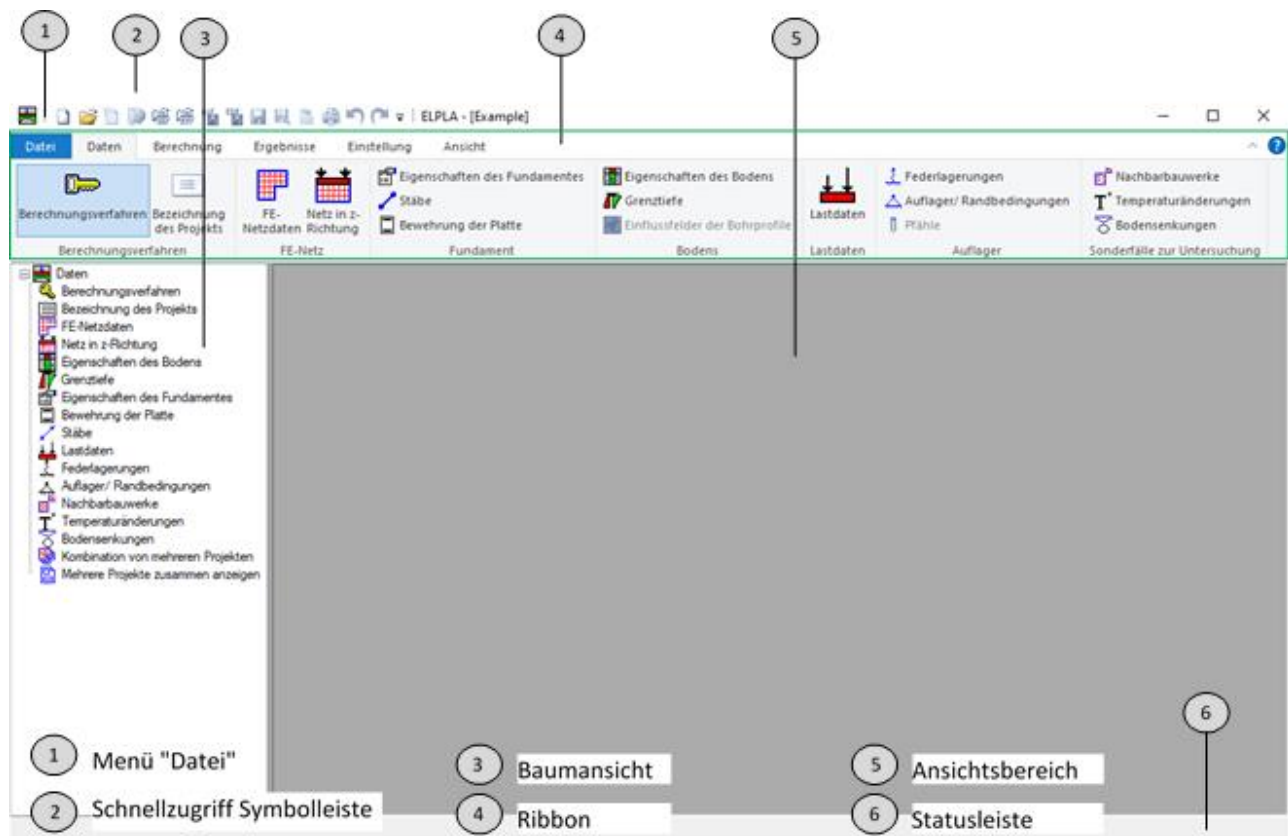 1 2 3 4 5
ELPLA - [Example]
Datei Daten Berechnung Ergebnisse Einstellung Ansicht
Berechnungsverfahren
Bezeichnung des Projekts
Berechnungsverfahren
FE-Netzdaten
Netz in z-Richtung
FE-Netz
Eigenschaften des Fundamentes
Stäbe
Bewehrung der Platte
Fundament
Eigenschaften des Bodens
Grenztiefe
Einflussfelder der Bohrprofile
Bodens
Lastdaten
Lastdaten
Federlagerungen
Auflager/ Randbedingungen
Pfähle
Auflager
Nachbarbauwerke
Temperaturänderungen
Bodensenkungen
Sonderfälle zur Untersuchung
Daten
Berechnungsverfahren
Bezeichnung des Projekts
FE-Netzdaten
Netz in z-Richtung
Eigenschaften des Bodens
Grenztiefe
Eigenschaften des Fundamentes
Bewehrung der Platte
Stäbe
Lastdaten
Federlagerungen
Auflager/ Randbedingungen
Nachbarbauwerke
Temperaturänderungen
Bodensenkungen
Kombination von mehreren Projekten
Mehrere Projekte zusammen anzeigen
6
1 Menü "Datei"
2 Schnellzugriff Symbolleiste
3 Baumansicht
4 Ribbon
5 Ansichtsbereich
6 Statusleiste